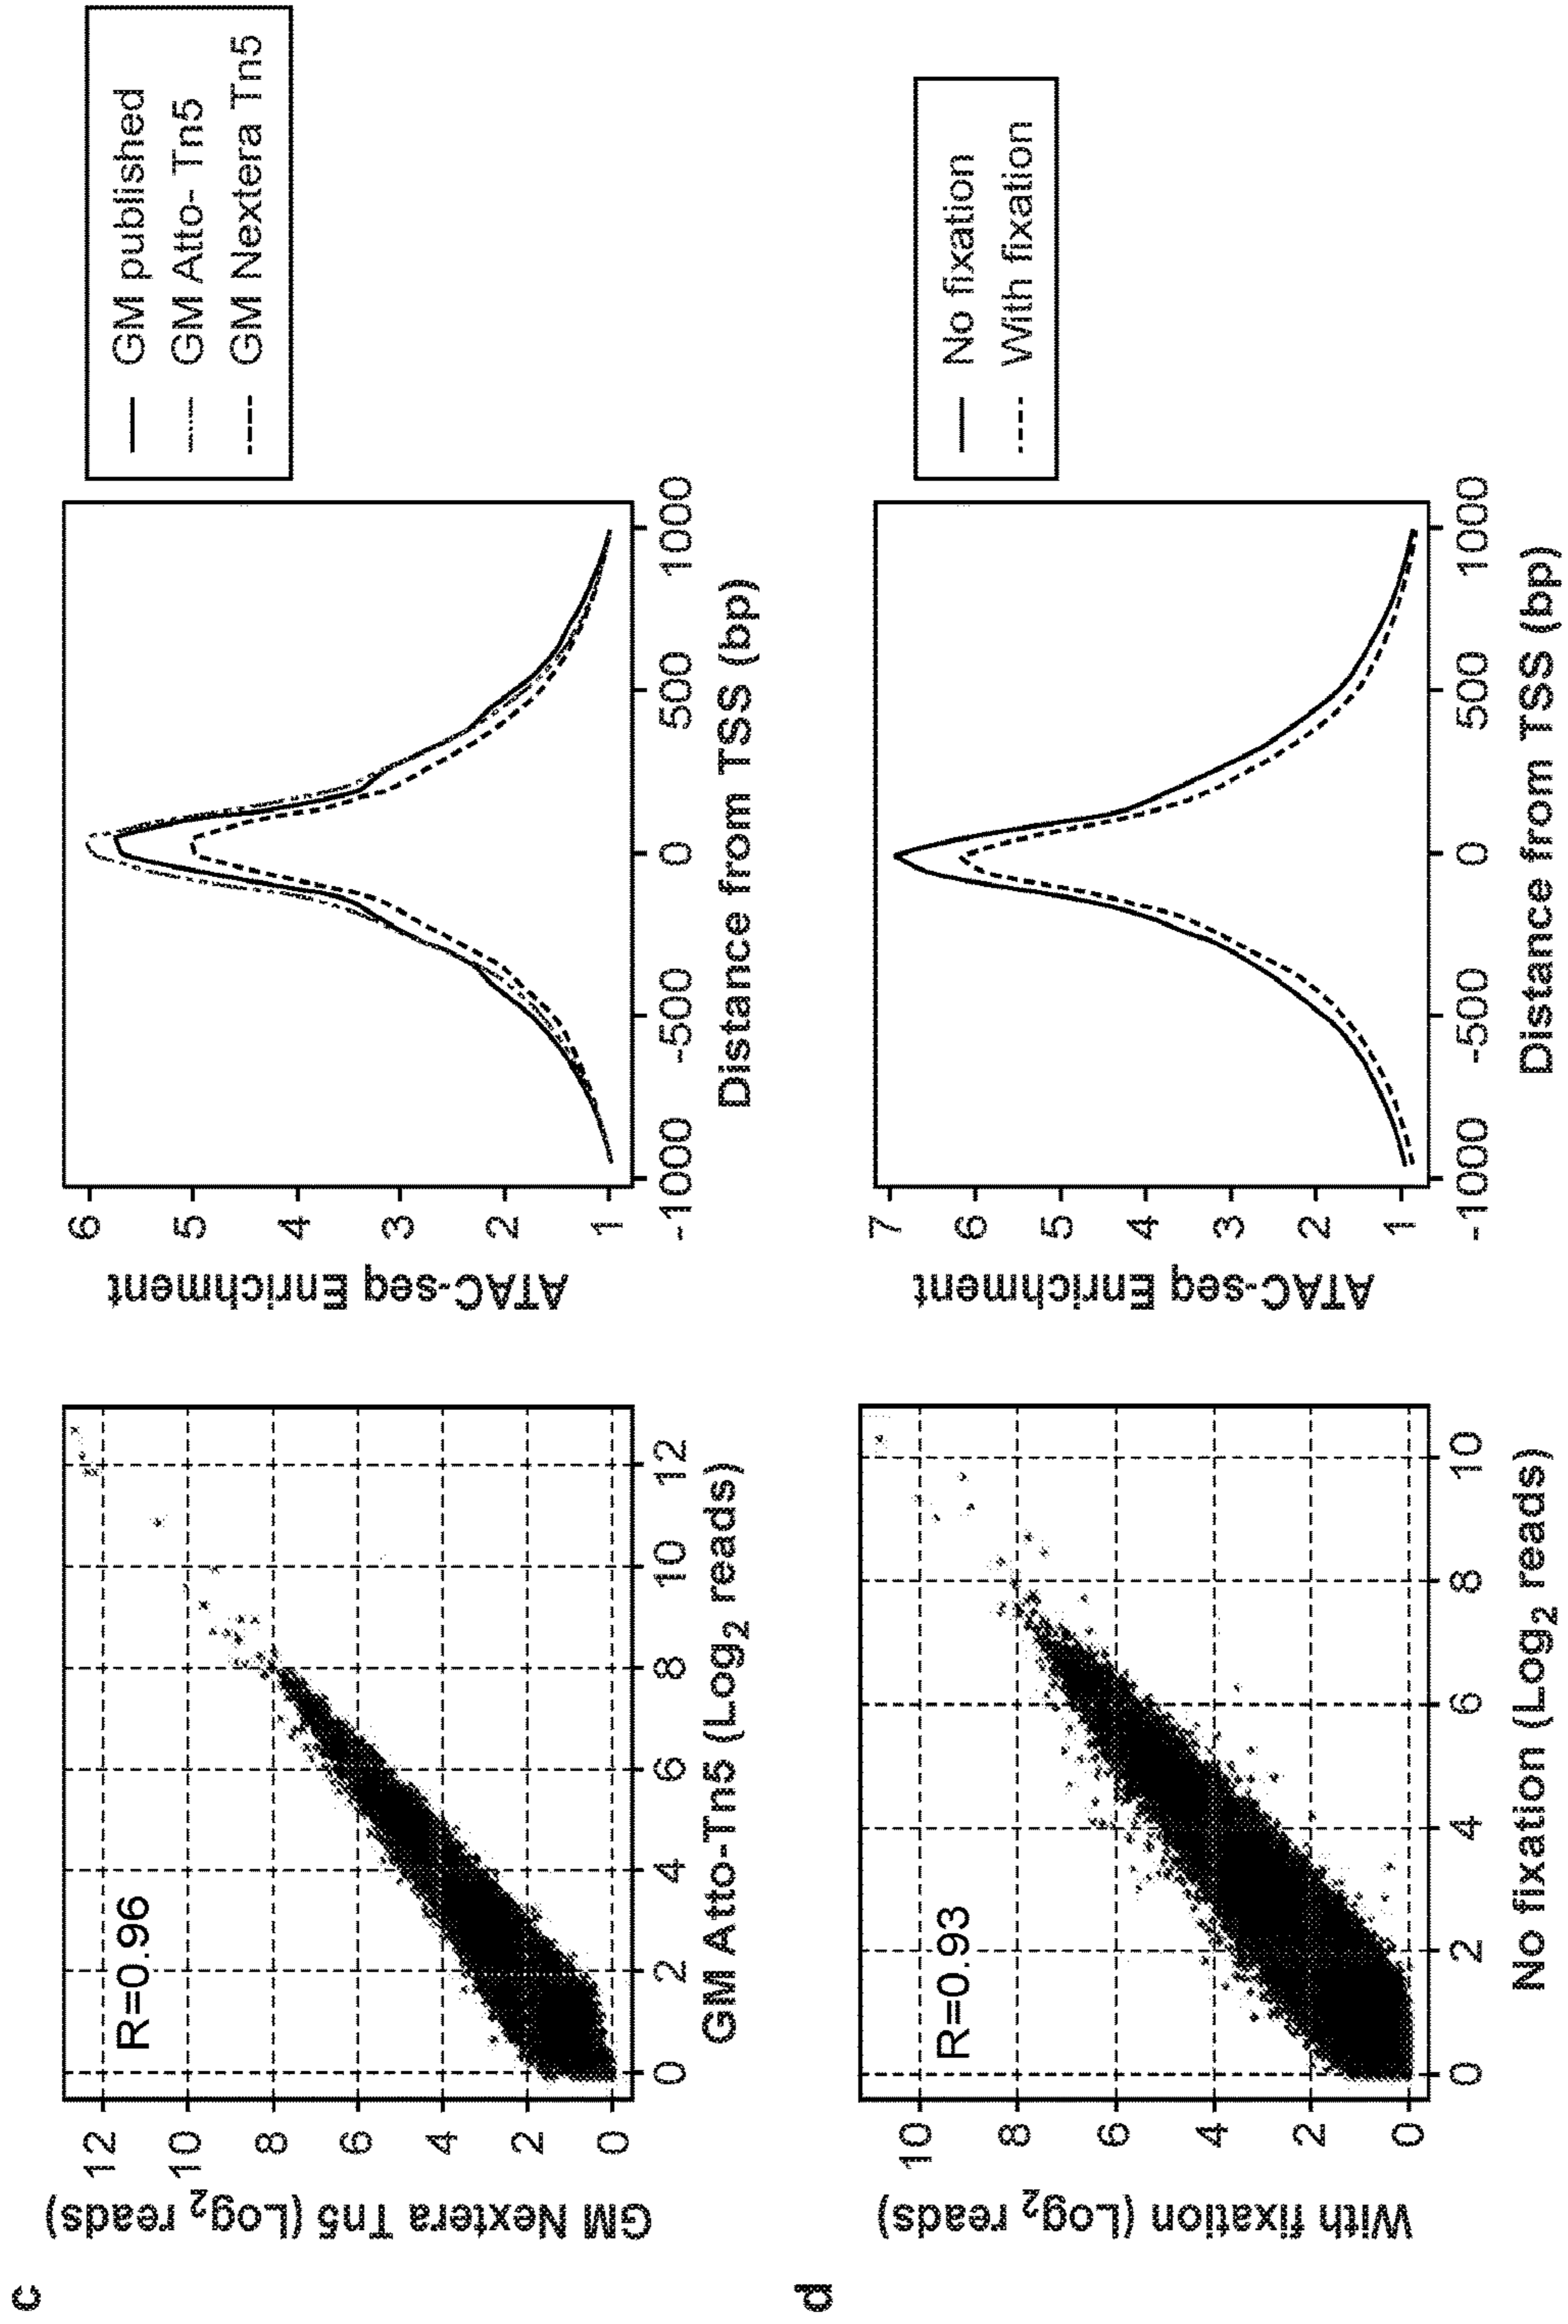 c
R=0.96
12
10
8
6
4
2
0
GM Nextera Tn5 (Log2 reads)
0 2 4 6 8 10 12
GM Atto-Tn5 (Log2 reads)
6
5
4
3
2
1
ATAC-seq Enrichment
-1000 -500 0 500 1000
Distance from TSS (bp)
GM published
GM Atto- Tn5
GM Nextera Tn5
d
R=0.93
10
8
6
4
2
0
With fixation (Log2 reads)
0 2 4 6 8 10
No fixation (Log2 reads)
7
6
5
4
3
2
1
ATAC-seq Enrichment
-1000 -500 0 500 1000
Distance from TSS (bp)
No fixation
With fixation